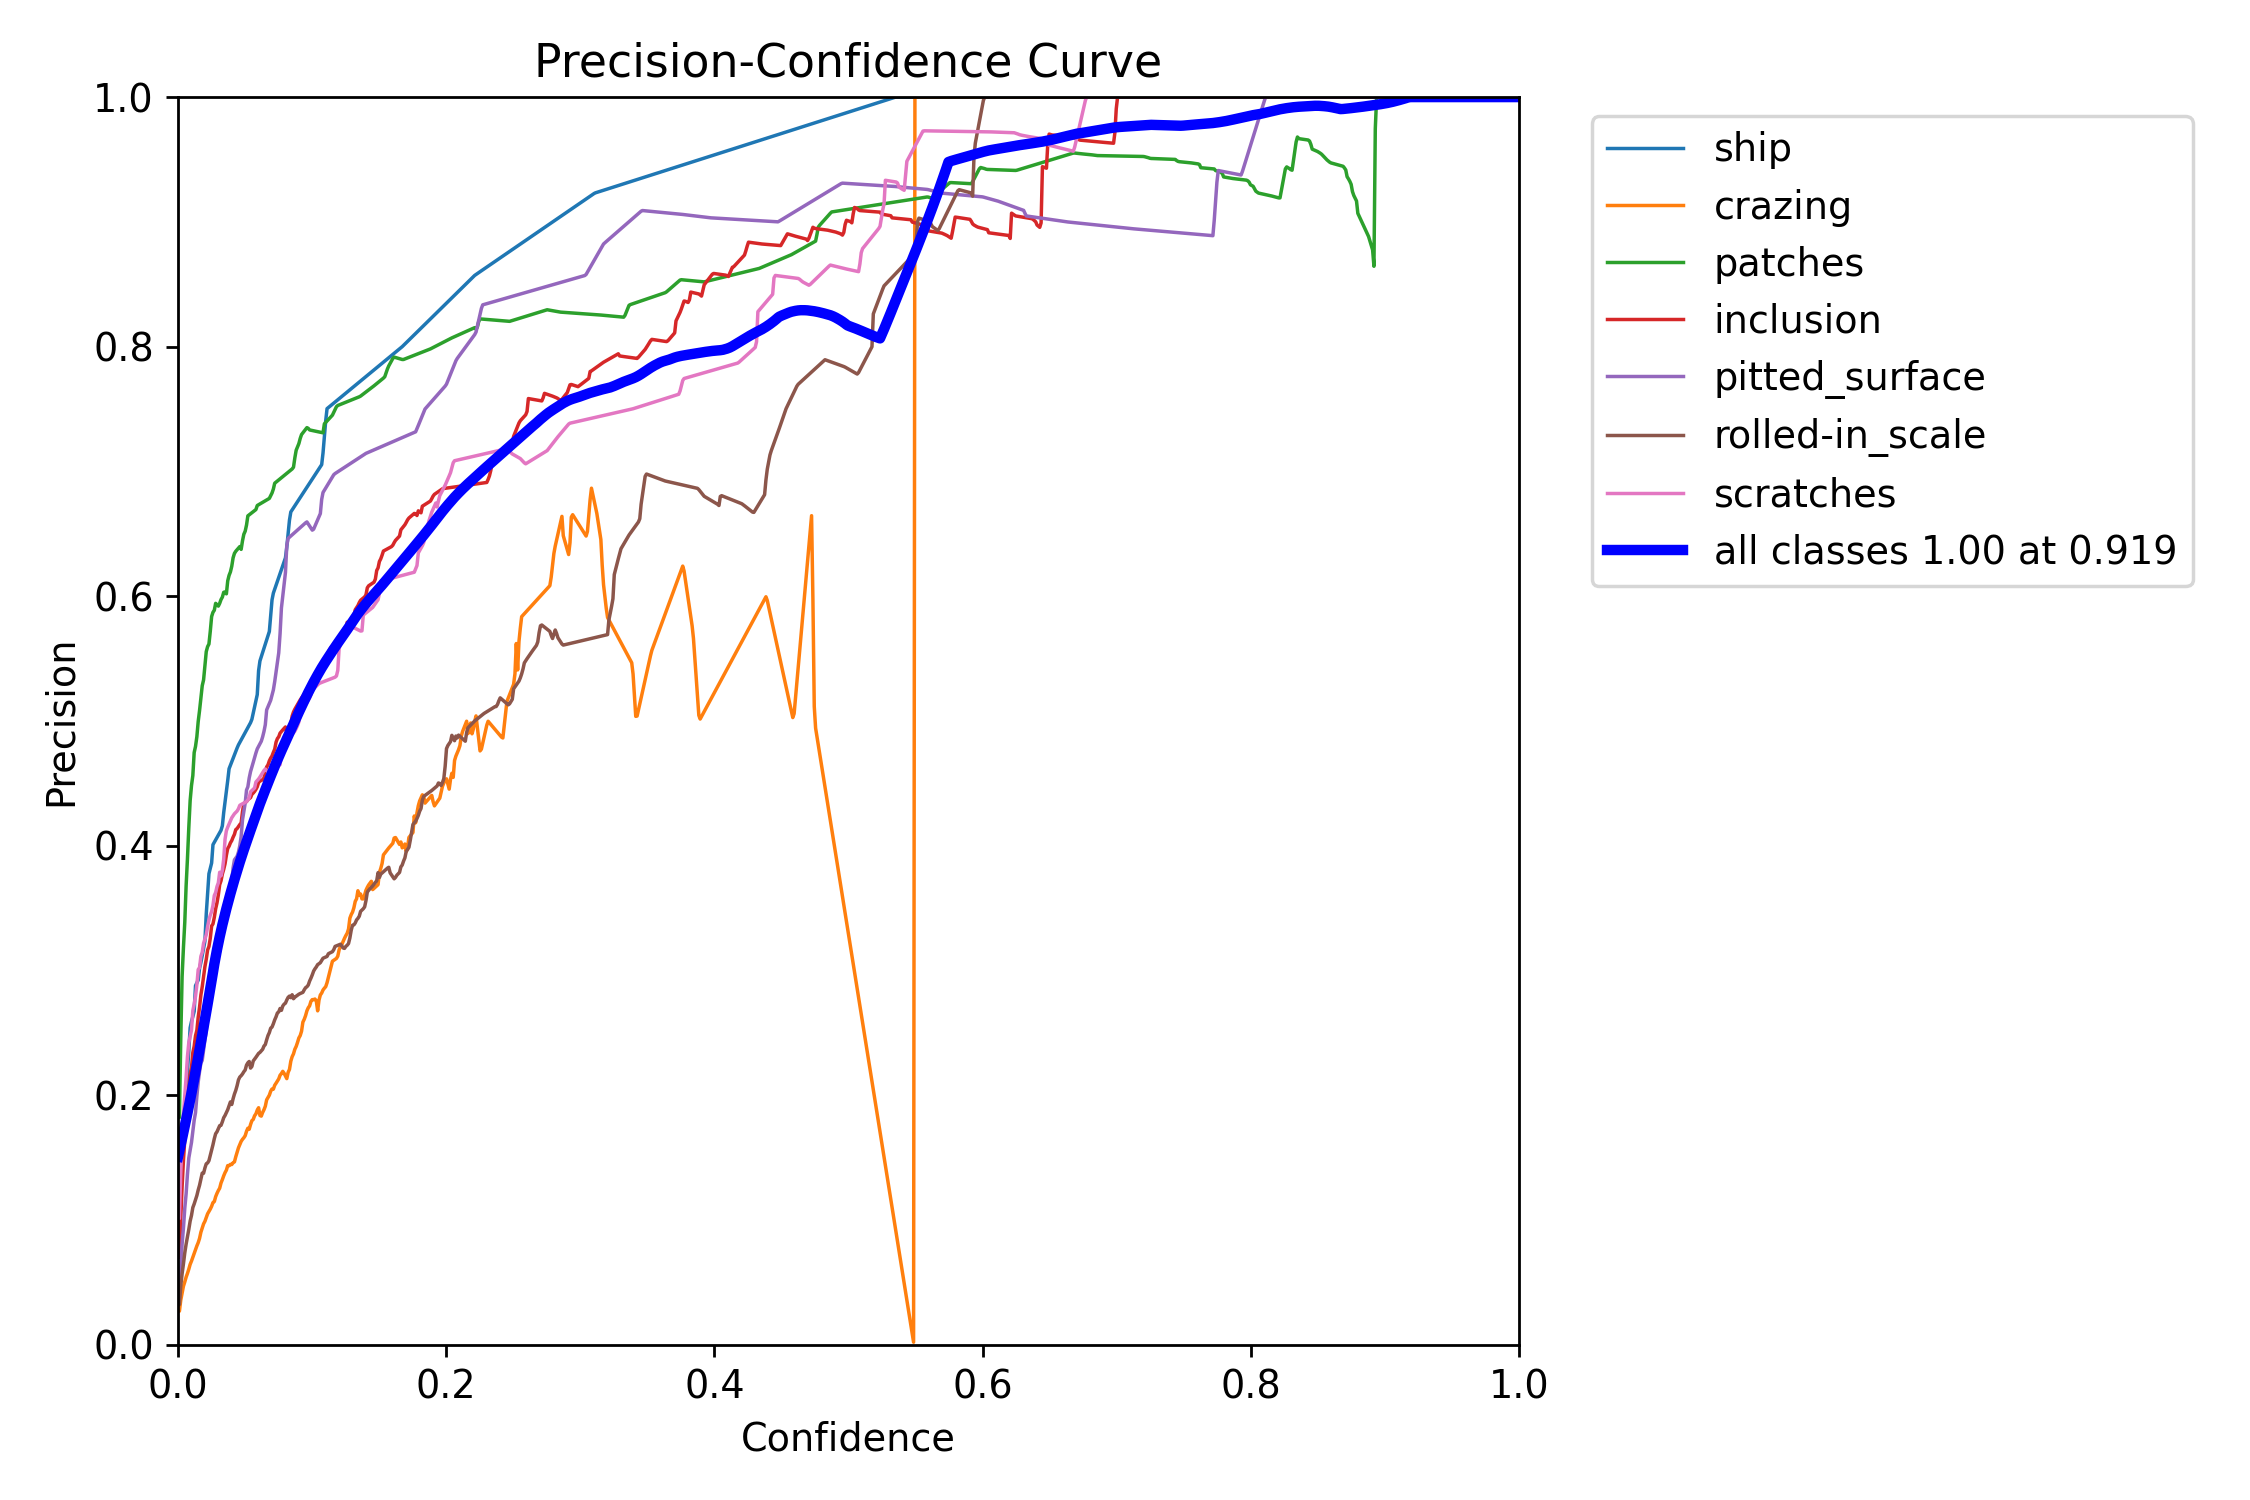 Precision-Confidence Curve
1.0
0.8
0.6
0.4
0.2
0.0
Precision
0.0 0.2 0.4 0.6 0.8 1.0
Confidence
ship
crazing
patches
inclusion
pitted_surface
rolled-in_scale
scratches
all classes 1.00 at 0.919